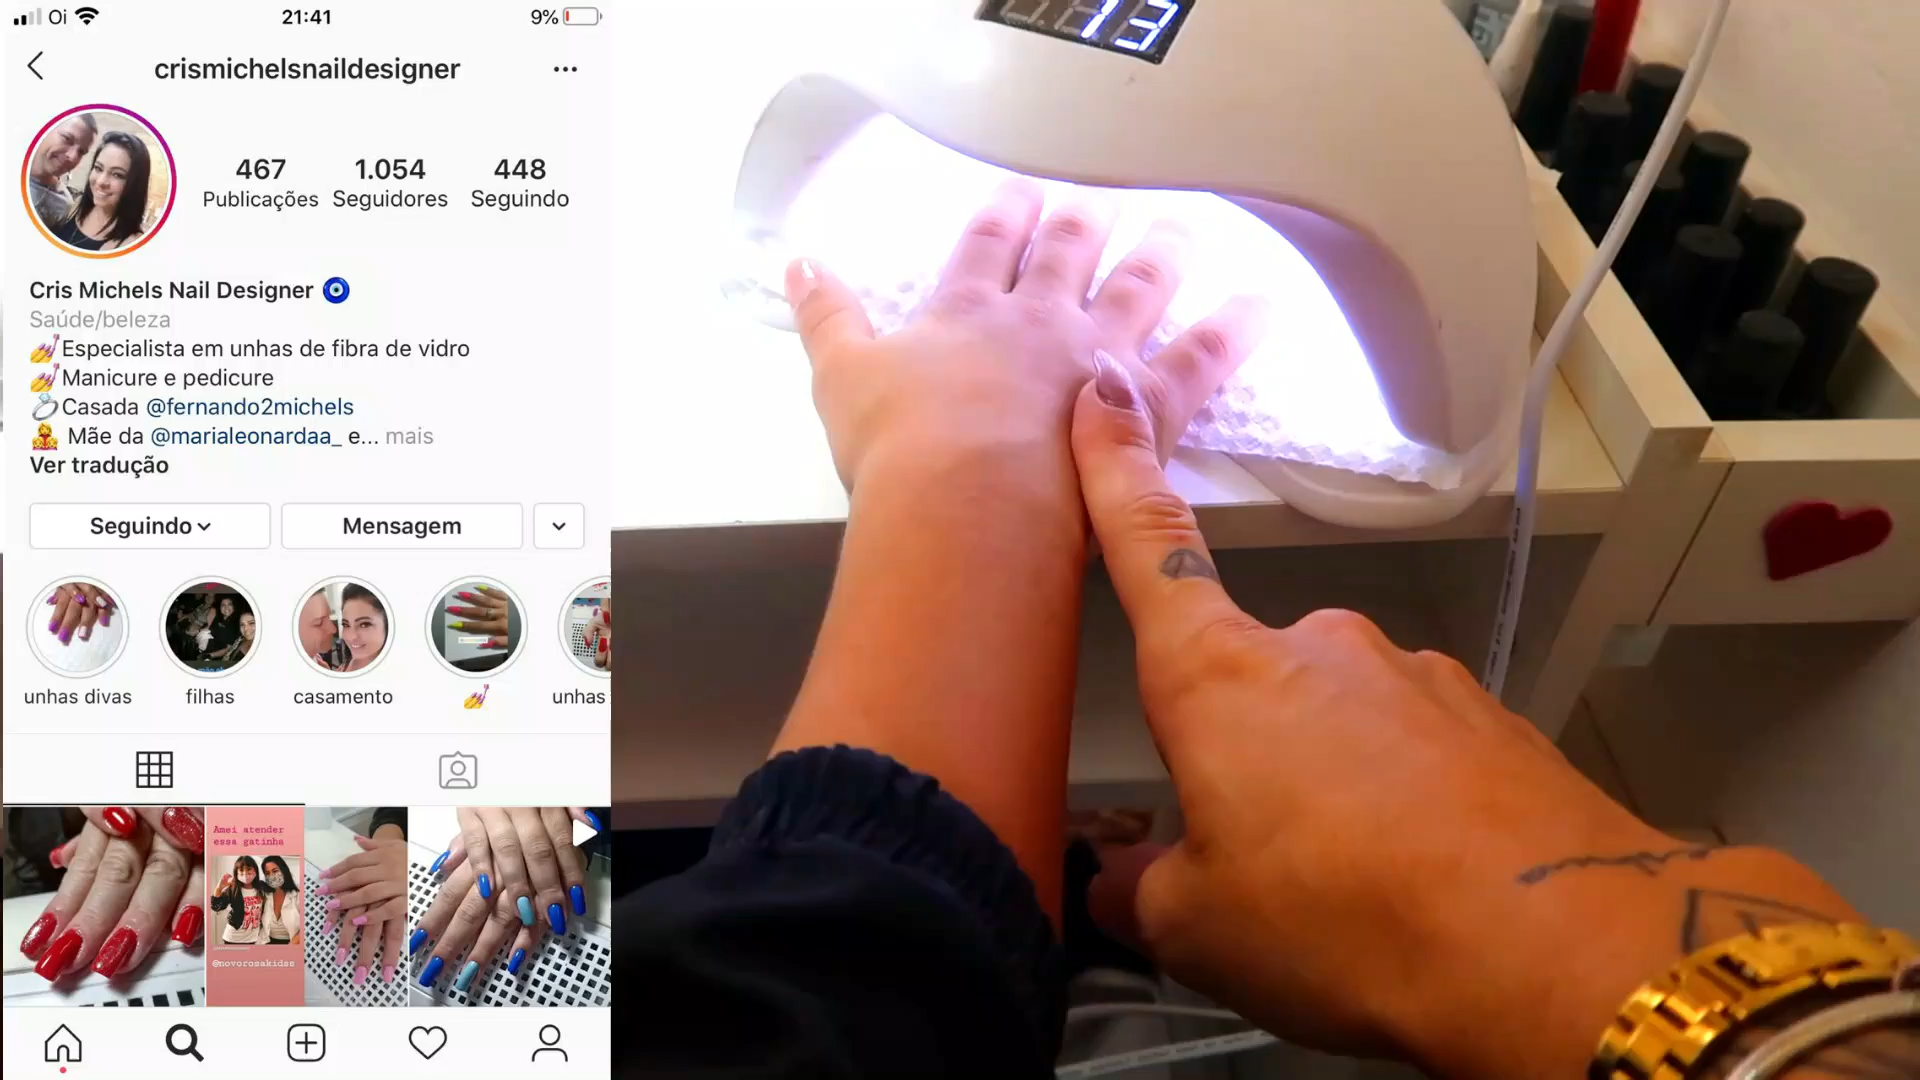 Oi 21:41 9%
crismichelsnaildesigner
467 1.054 448
Publicações Seguidores Seguindo
Cris Michels Nail Designer
Saúde/beleza
Especialista em unhas de fibra de vidro
Manicure e pedicure
Casada @fernando2michels
Mãe da @marialeonardaa_ e... mais
Ver tradução
Seguindo Mensagem
unhas divas filhas casamento unhas
Amei atender
essa gatinha
@novorosakidss
13